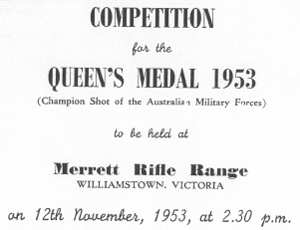 COMPETITION
for the
QUEEN'S MEDAL 1953
(Champion Shot of the Australian Military Forces)
to be held at
Merrett Rifle Range
WILLIAMSTOWN, VICTORIA
on 12th November, 1953, at 2.30 p.m.